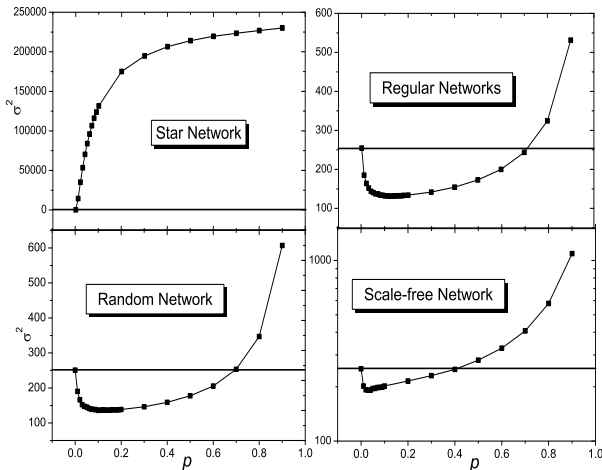 250000
200000
150000
100000
50000
0
σ²
Star Network
600
500
400
300
200
100
Regular Networks
600
500
400
300
200
100
σ²
Random Network
0.0 0.2 0.4 0.6 0.8 1.0
p
1000
100
Scale-free Network
0.0 0.2 0.4 0.6 0.8 1.0
p